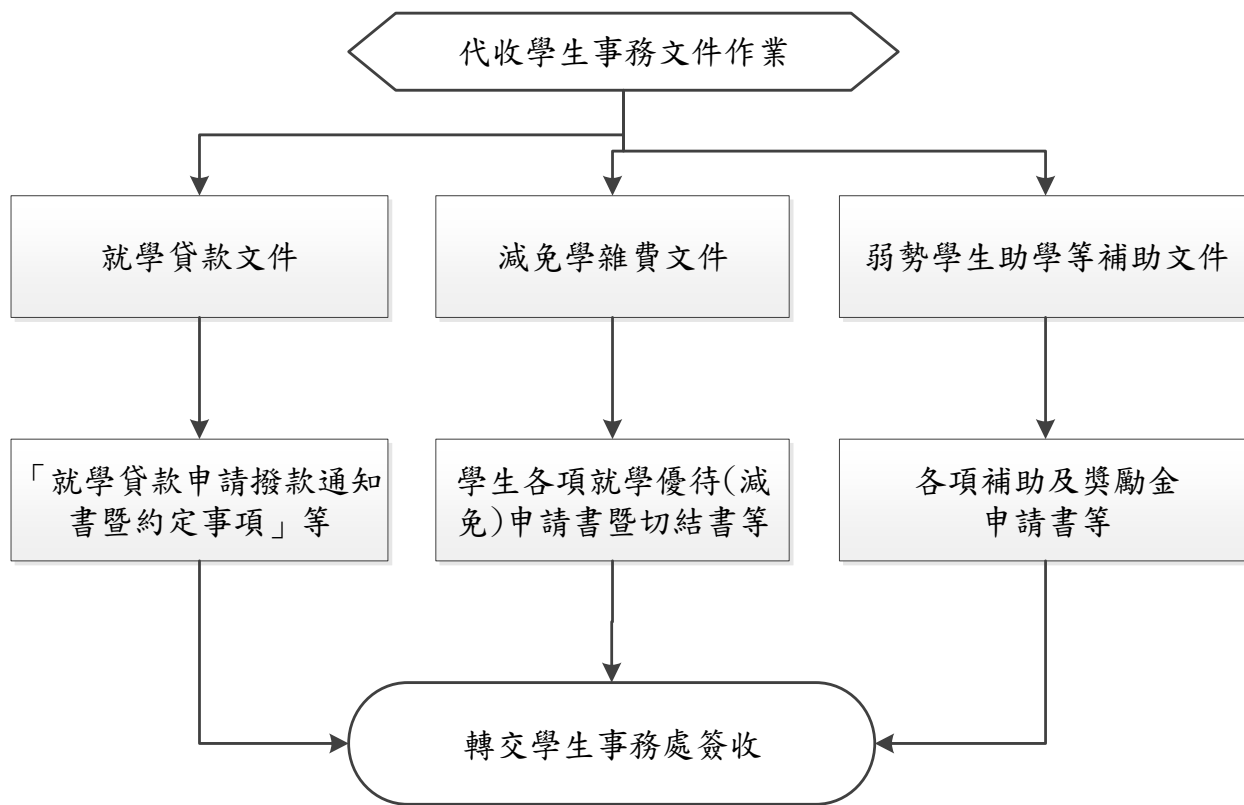 代收學生事務文件作業
就學貸款文件
減免學雜費文件
弱勢學生助學等補助文件
「就學貸款申請撥款通知
書暨約定事項」等
學生各項就學優待(減
免)申請書暨切結書等
各項補助及獎勵金
申請書等
轉交學生事務處簽收